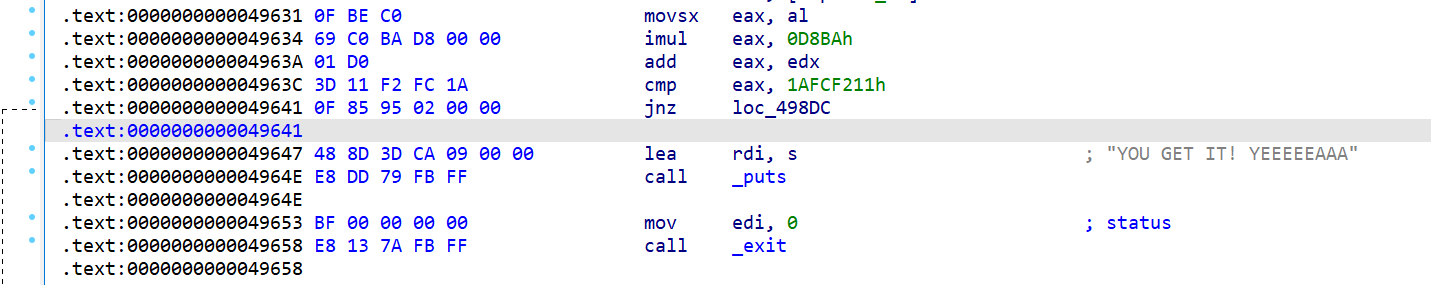 .text:0000000000049631 0F BE C0 movsx eax, al
.text:0000000000049634 69 C0 BA D8 00 00 imul eax, 0D8BAh
.text:000000000004963A 01 D0 add eax, edx
.text:000000000004963C 3D 11 F2 FC 1A cmp eax, 1AFCF211h
.text:0000000000049641 0F 85 95 02 00 00 jnz loc_498DC
.text:0000000000049641
.text:0000000000049647 48 8D 3D CA 09 00 00 lea rdi, s ; "YOU GET IT! YEEEEEAAA"
.text:000000000004964E E8 DD 79 FB FF call _puts
.text:000000000004964E
.text:0000000000049653 BF 00 00 00 00 mov edi, 0 ; status
.text:0000000000049658 E8 13 7A FB FF call _exit
.text:0000000000049658